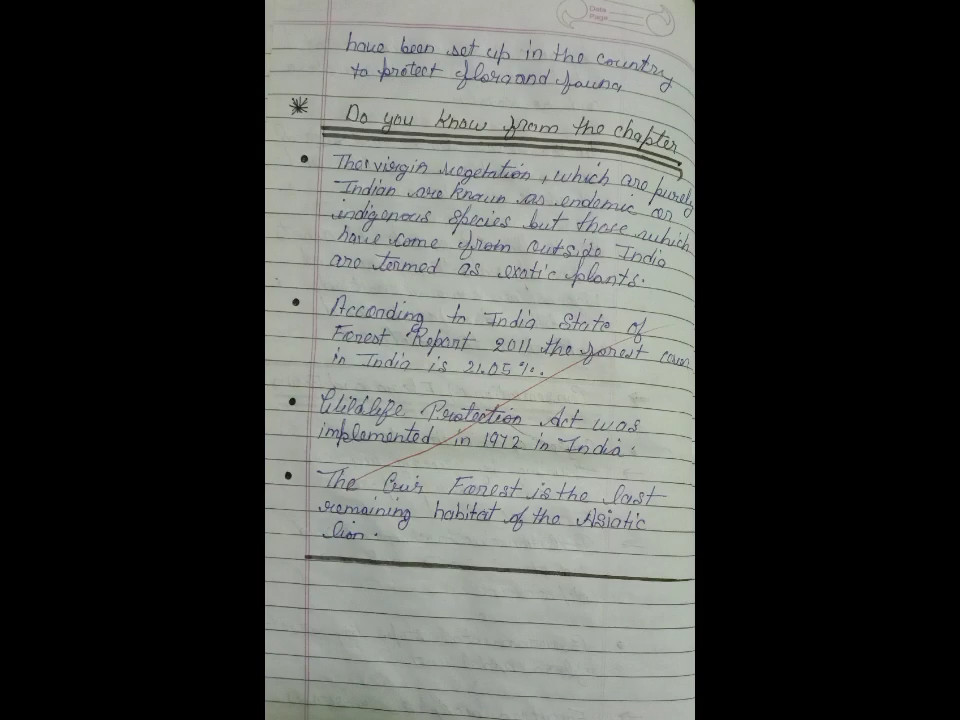 Date
Page
have been set up in the country
to protect flora and fauna
Do you know from the chapter
The virgin vegetation, which are purely
Indian are known as endemic or
indigenous species but those which
have come from outside India
are termed as exotic plants.
According to India State of
Forest Report 2011 the forest cover
in India is 21.05%.
Wildlife Protection Act was
implemented in 1972 in India.
The Gir Forest is the last
remaining habitat of the Asiatic
lion.